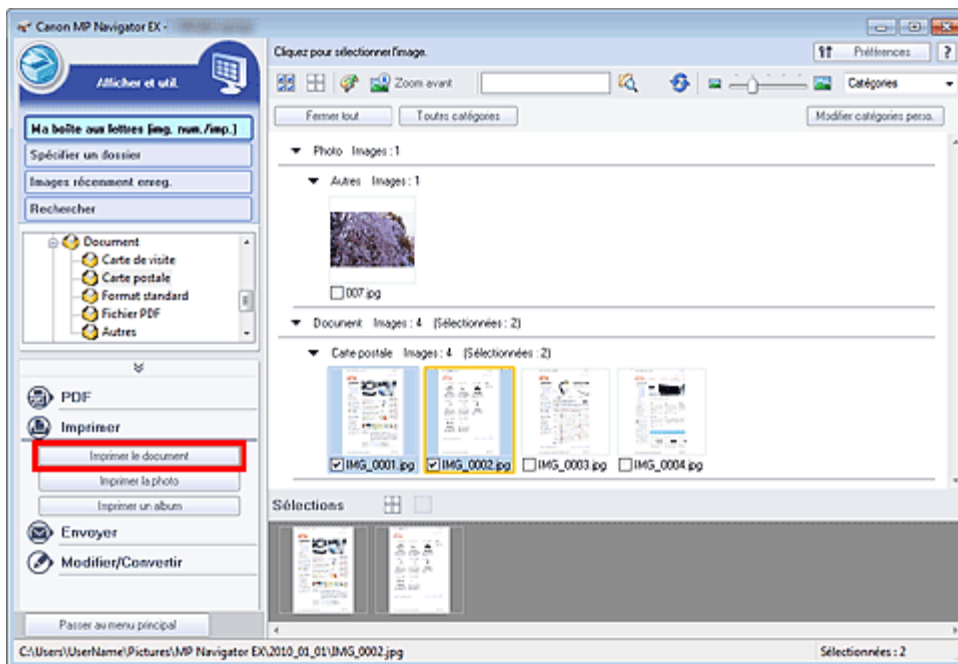 Canon MP Navigator EX -
Cliquez pour sélectionner l'image.
Préférences
?
Afficher et util.
Zoom avant
Catégories
Ma boîte aux lettres [img. num./imp.]
Spécifier un dossier
Images récemment enreg.
Rechercher
Fermer tout
Toutes catégories
Modifier catégories perso.
Photo Images : 1
Autres Images : 1
007.jpg
Document
Carte de visite
Carte postale
Format standard
Fichier PDF
Autres
Document Images : 4 (Sélectionnées : 2)
Carte postale Images : 4 (Sélectionnées : 2)
IMG_0001.jpg
IMG_0002.jpg
IMG_0003.jpg
IMG_0004.jpg
PDF
Imprimer
Imprimer le document
Imprimer la photo
Imprimer un album
Envoyer
Modifier/Convertir
Sélections
Passer au menu principal
C:\Users\UserName\Pictures\MP Navigator EX\2010_01_01\IMG_0002.jpg
Sélectionnées : 2